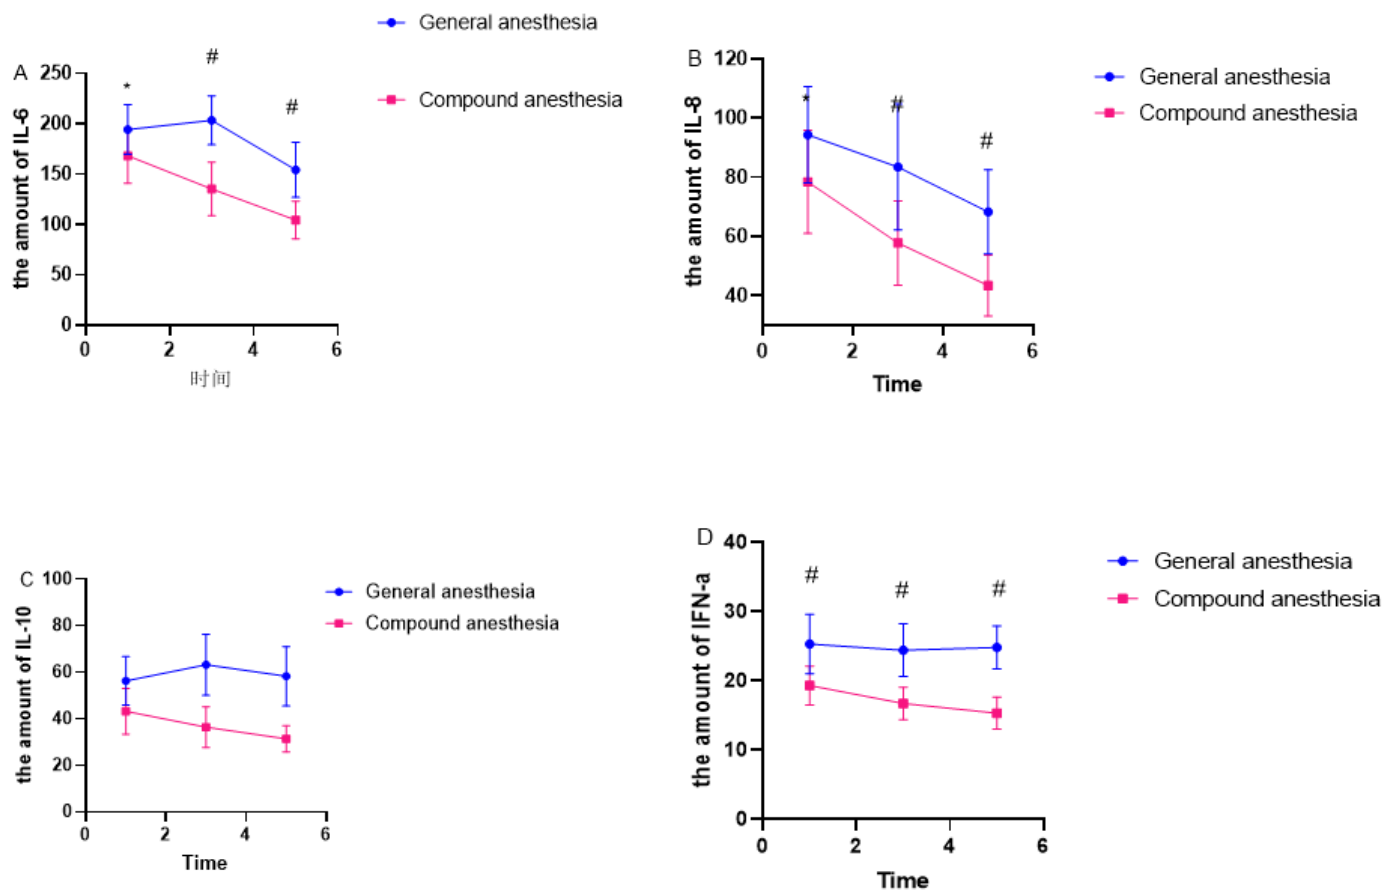 A
the amount of IL-6
250
200
150
100
50
0
0 2 4 6
时间
* # #
General anesthesia
Compound anesthesia
B
the amount of IL-8
120
100
80
60
40
0 2 4 6
Time
* # #
General anesthesia
Compound anesthesia
C
the amount of IL-10
100
80
60
40
20
0
0 2 4 6
Time
General anesthesia
Compound anesthesia
D
the amount of IFN-a
40
30
20
10
0
0 2 4 6
Time
# # #
General anesthesia
Compound anesthesia